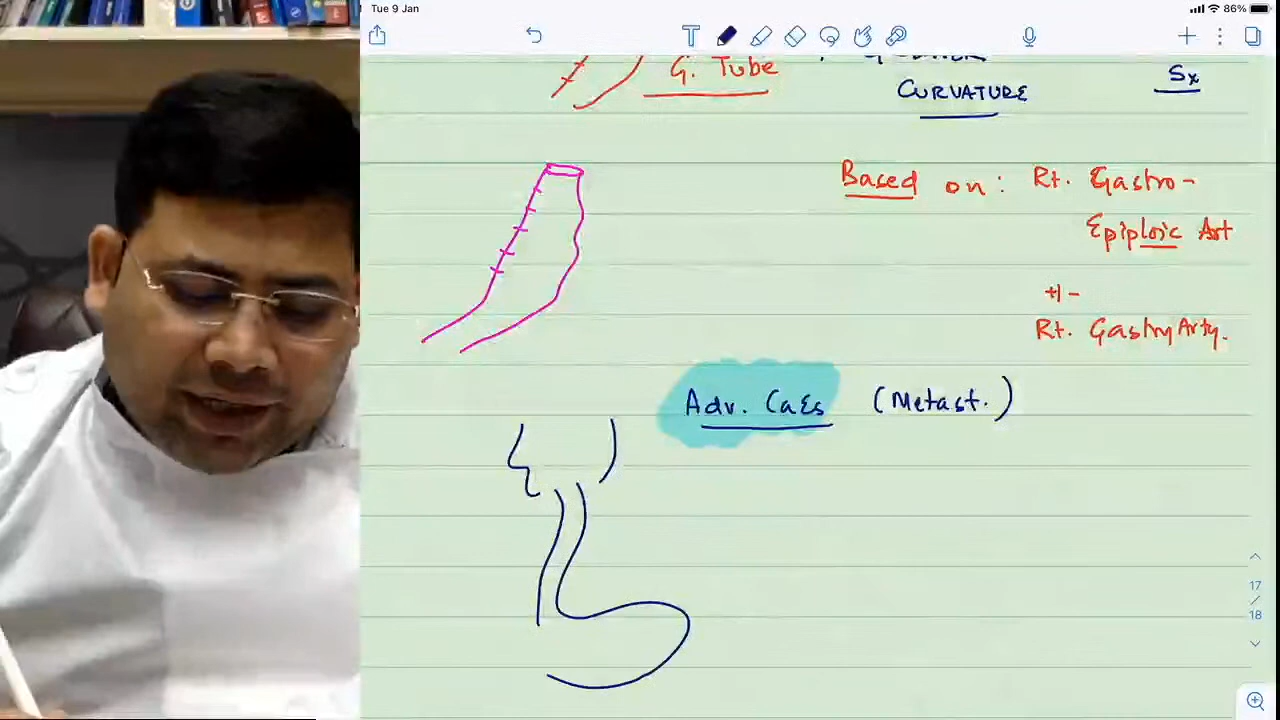 Tue 9 Jan
86%
G. Tube
CURVATURE
Sx
Based on: Rt. Gastro-
Epiploic Art
+/-
Rt. Gastry Arty.
Adv. CaEs (Metast.)
17
/
18